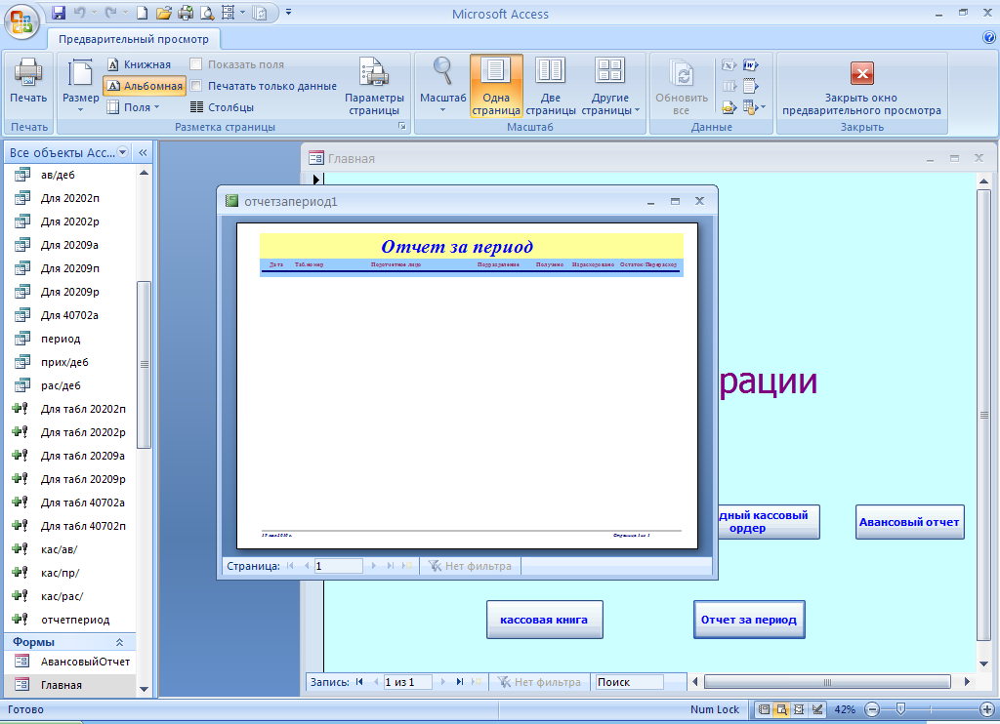 Microsoft Access
Предварительный просмотр
Печать
Размер
Книжная
Альбомная
Поля
Показать поля
Печатать только данные
Столбцы
Параметры
страницы
Масштаб
Одна
страница
Две
страницы
Другие
страницы
Обновить
все
Закрыть окно
предварительного просмотра
Печать
Разметка страницы
Масштаб
Данные
Закрыть
Все объекты Acc...
ав/деб
Для 20202п
Для 20202р
Для 20209а
Для 20209п
Для 20209р
Для 40702а
период
прих/деб
рас/деб
Для табл 20202п
Для табл 20202р
Для табл 20209а
Для табл 20209р
Для табл 40702а
Для табл 40702п
кас/ав/
кас/пр/
кас/рас/
отчетпериод
Формы
АвансовыйОтчет
Главная
Главная
отчетзапериод1
Отчет за период
Дата Таб.номер Подотчетное лицо Подразделение Получено Израсходовано Остаток/Перерасход
Страница 1 из 1
Страница: 1 Нет фильтра
рации
дный кассовый
ордер
Авансовый отчет
кассовая книга
Отчет за период
Запись: 1 из 1 Нет фильтра Поиск
Готово
Num Lock
42%